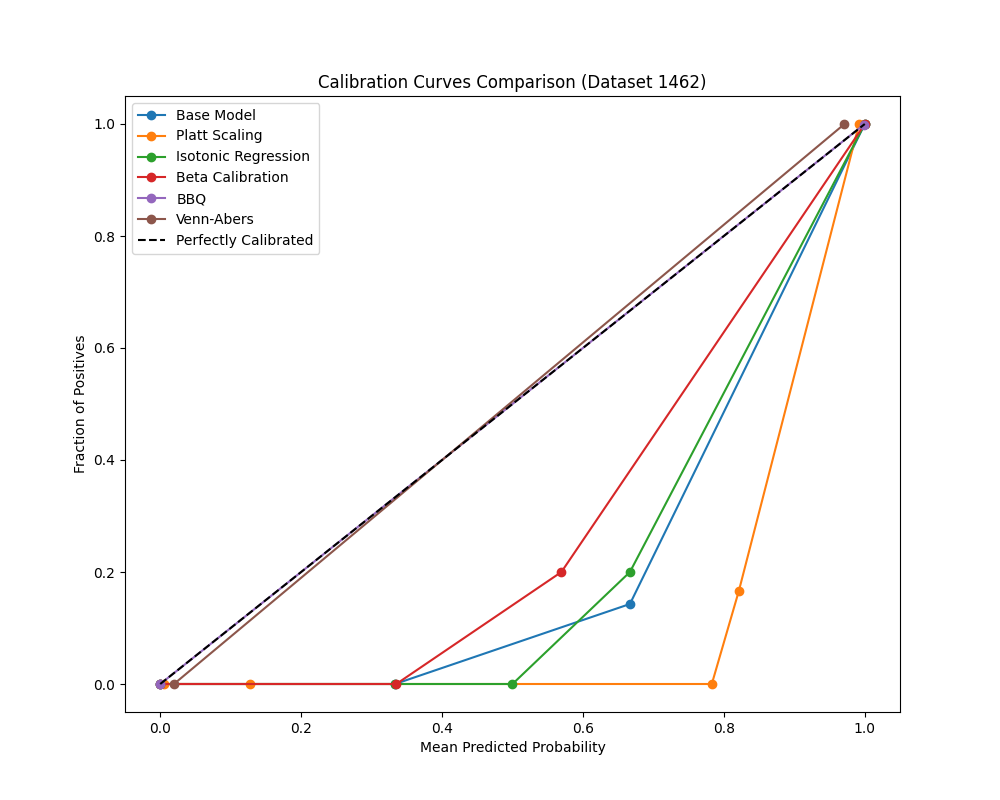 Calibration Curves Comparison (Dataset 1462)
Base Model
Platt Scaling
Isotonic Regression
Beta Calibration
BBQ
Venn-Abers
Perfectly Calibrated
1.0
0.8
0.6
0.4
0.2
0.0
Fraction of Positives
0.0 0.2 0.4 0.6 0.8 1.0
Mean Predicted Probability